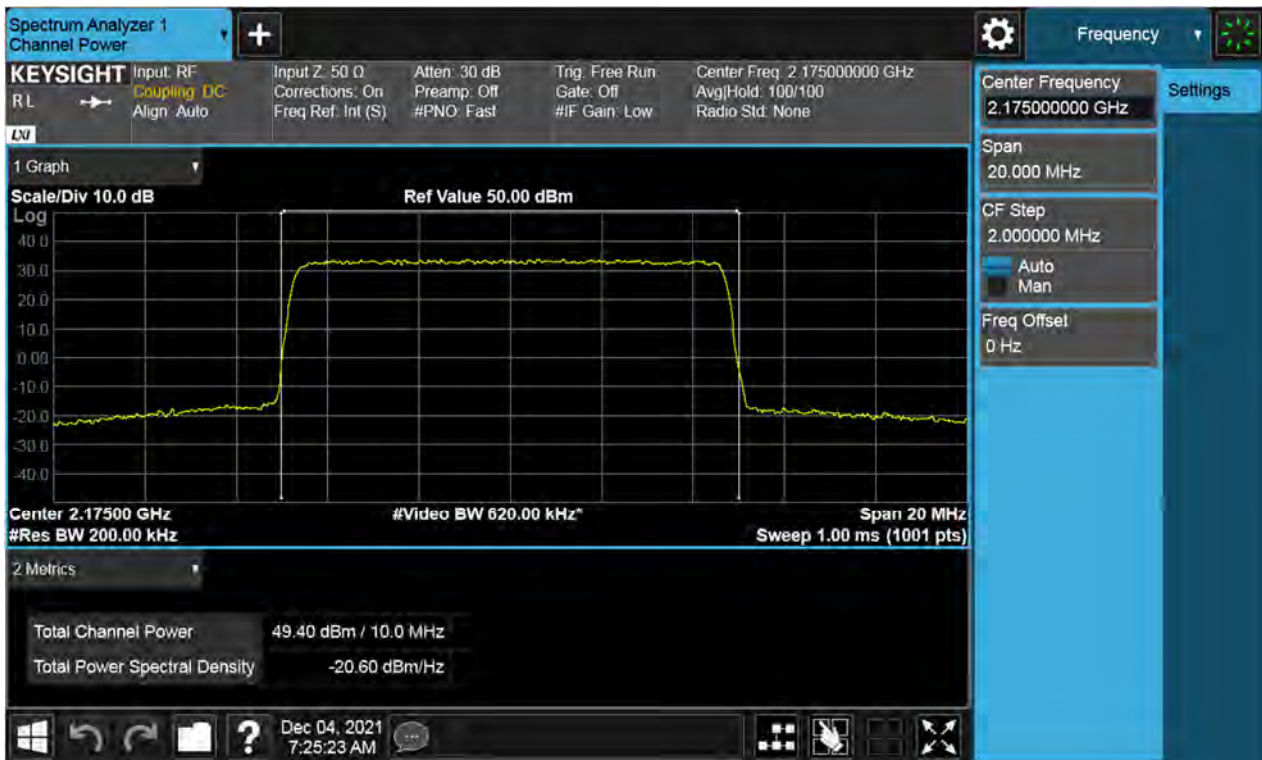 Spectrum Analyzer 1
Channel Power
Frequency
KEYSIGHT
R L
LXI
Input: RF
Coupling: DC
Align: Auto
Input Z: 50 Ω
Corrections: On
Freq Ref: Int (S)
Atten: 30 dB
Preamp: Off
#PNO: Fast
Trig: Free Run
Gate: Off
#IF Gain: Low
Center Freq: 2.175000000 GHz
Avg|Hold: 100/100
Radio Std: None
Center Frequency
2.175000000 GHz
Settings
Span
20.000 MHz
CF Step
2.000000 MHz
Auto
Man
Freq Offset
0 Hz
1 Graph
Scale/Div 10.0 dB
Ref Value 50.00 dBm
Log
40.0
30.0
20.0
10.0
0.00
-10.0
-20.0
-30.0
-40.0
Center 2.17500 GHz
#Video BW 620.00 kHz*
Span 20 MHz
#Res BW 200.00 kHz
Sweep 1.00 ms (1001 pts)
2 Metrics
Total Channel Power
49.40 dBm / 10.0 MHz
Total Power Spectral Density
-20.60 dBm/Hz
?
Dec 04, 2021
7:25:23 AM